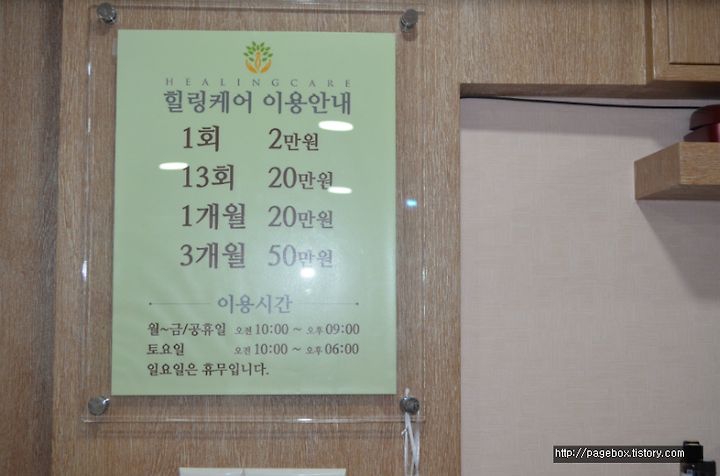 HEALINGCARE
힐링케어 이용안내
1회 2만원
13회 20만원
1개월 20만원
3개월 50만원
이용시간
월~금/공휴일 오전 10:00 ~ 오후 09:00
토요일 오전 10:00 ~ 오후 06:00
일요일은 휴무입니다.
http://pagebox.tistory.com